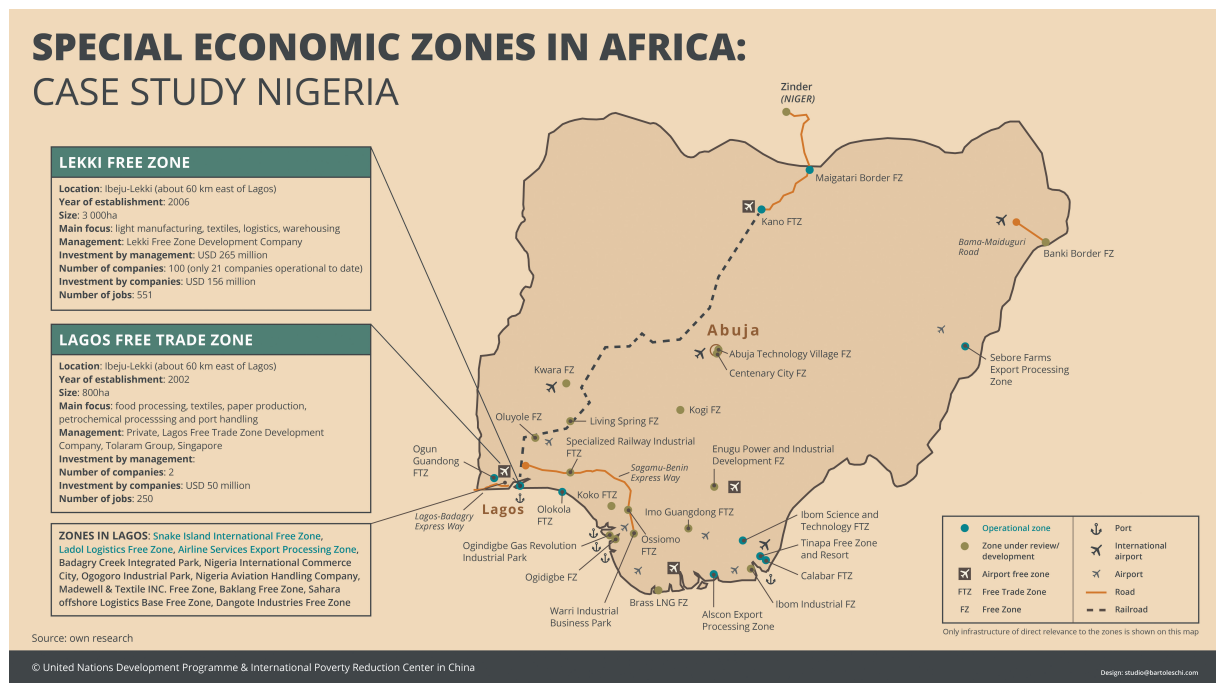 SPECIAL ECONOMIC ZONES IN AFRICA:
CASE STUDY NIGERIA
LEKKI FREE ZONE
Location: Ibeju-Lekki (about 60 km east of Lagos)
Year of establishment: 2006
Size: 3 000ha
Main focus: light manufacturing, textiles, logistics, warehousing
Management: Lekki Free Zone Development Company
Investment by management: USD 265 million
Number of companies: 100 (only 21 companies operational to date)
Investment by companies: USD 156 million
Number of jobs: 551
LAGOS FREE TRADE ZONE
Location: Ibeju-Lekki (about 60 km east of Lagos)
Year of establishment: 2002
Size: 800ha
Main focus: food processing, textiles, paper production,
petrochemical processsing and port handling
Management: Private, Lagos Free Trade Zone Development
Company, Tolaram Group, Singapore
Investment by management:
Number of companies: 2
Investment by companies: USD 50 million
Number of jobs: 250
ZONES IN LAGOS: Snake Island International Free Zone,
Ladol Logistics Free Zone, Airline Services Export Processing Zone,
Badagry Creek Integrated Park, Nigeria International Commerce
City, Ogogoro Industrial Park, Nigeria Aviation Handling Company,
Madewell & Textile INC. Free Zone, Baklang Free Zone, Sahara
offshore Logistics Base Free Zone, Dangote Industries Free Zone
Zinder
(NIGER)
Maigatari Border FZ
Kano FTZ
Bama-Maiduguri
Road
Banki Border FZ
Abuja
Abuja Technology Village FZ
Centenary City FZ
Sebore Farms
Export Processing
Zone
Kwara FZ
Kogi FZ
Oluyole FZ
Living Spring FZ
Specialized Railway Industrial
FTZ
Ogun
Guandong
FTZ
Sagamu-Benin
Express Way
Enugu Power and Industrial
Development FZ
Koko FTZ
Lagos
Olokola
FTZ
Lagos-Badagry
Express Way
Imo Guangdong FTZ
Ibom Science and
Technology FTZ
Ogindigbe Gas Revolution
Industrial Park
Ossiomo
FTZ
Tinapa Free Zone
and Resort
Ogidigbe FZ
Calabar FTZ
Brass LNG FZ
Ibom Industrial FZ
Warri Industrial
Business Park
Alscon Export
Processing Zone
Operational zone
Zone under review/
development
Airport free zone
FTZ Free Trade Zone
FZ Free Zone
Port
International
airport
Airport
Road
Railroad
Only infrastructure of direct relevance to the zones is shown on this map
Source: own research
© United Nations Development Programme & International Poverty Reduction Center in China
Design: studio@bartoleschi.com